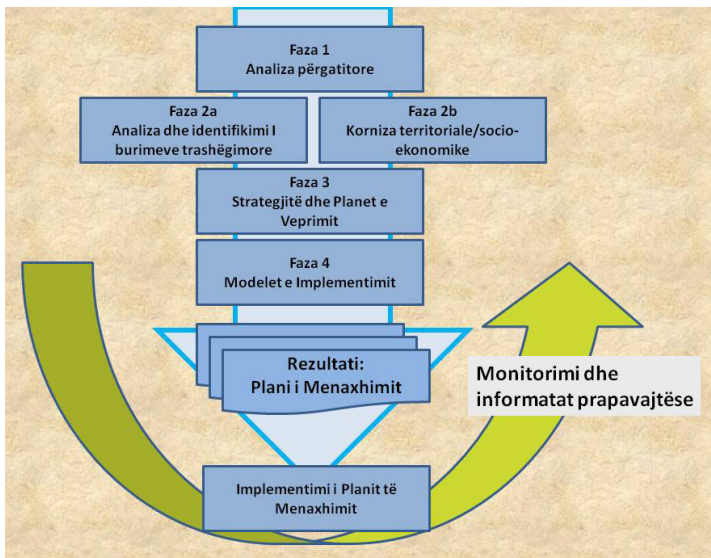 Faza 1
Analiza përgatitore
Faza 2a
Analiza dhe identifikimi I
burimeve trashëgimore
Faza 2b
Korniza territoriale/socio-
ekonomike
Faza 3
Strategjitë dhe Planet e
Veprimit
Faza 4
Modelet e Implementimit
Rezultati:
Plani i Menaxhimit
Monitorimi dhe
informatat prapavajtëse
Implementimi i Planit të
Menaxhimit